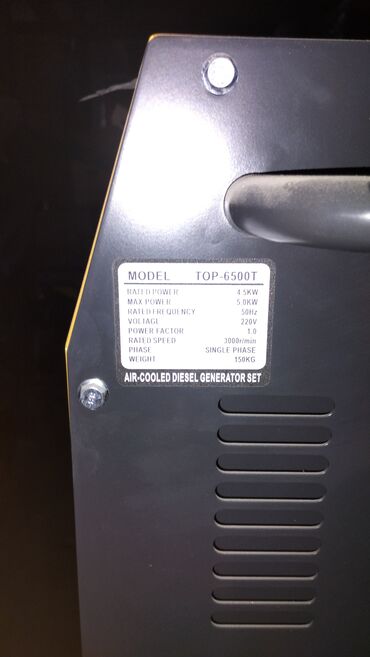 MODEL TOP-6500T
RATED POWER 4.5KW
MAX POWER 5.0KW
RATED FREQUENCY 50Hz
VOLTAGE 220V
POWER FACTOR 1.0
RATED SPEED 3000r/min
PHASE SINGLE PHASE
WEIGHT 150KG
AIR-COOLED DIESEL GENERATOR SET